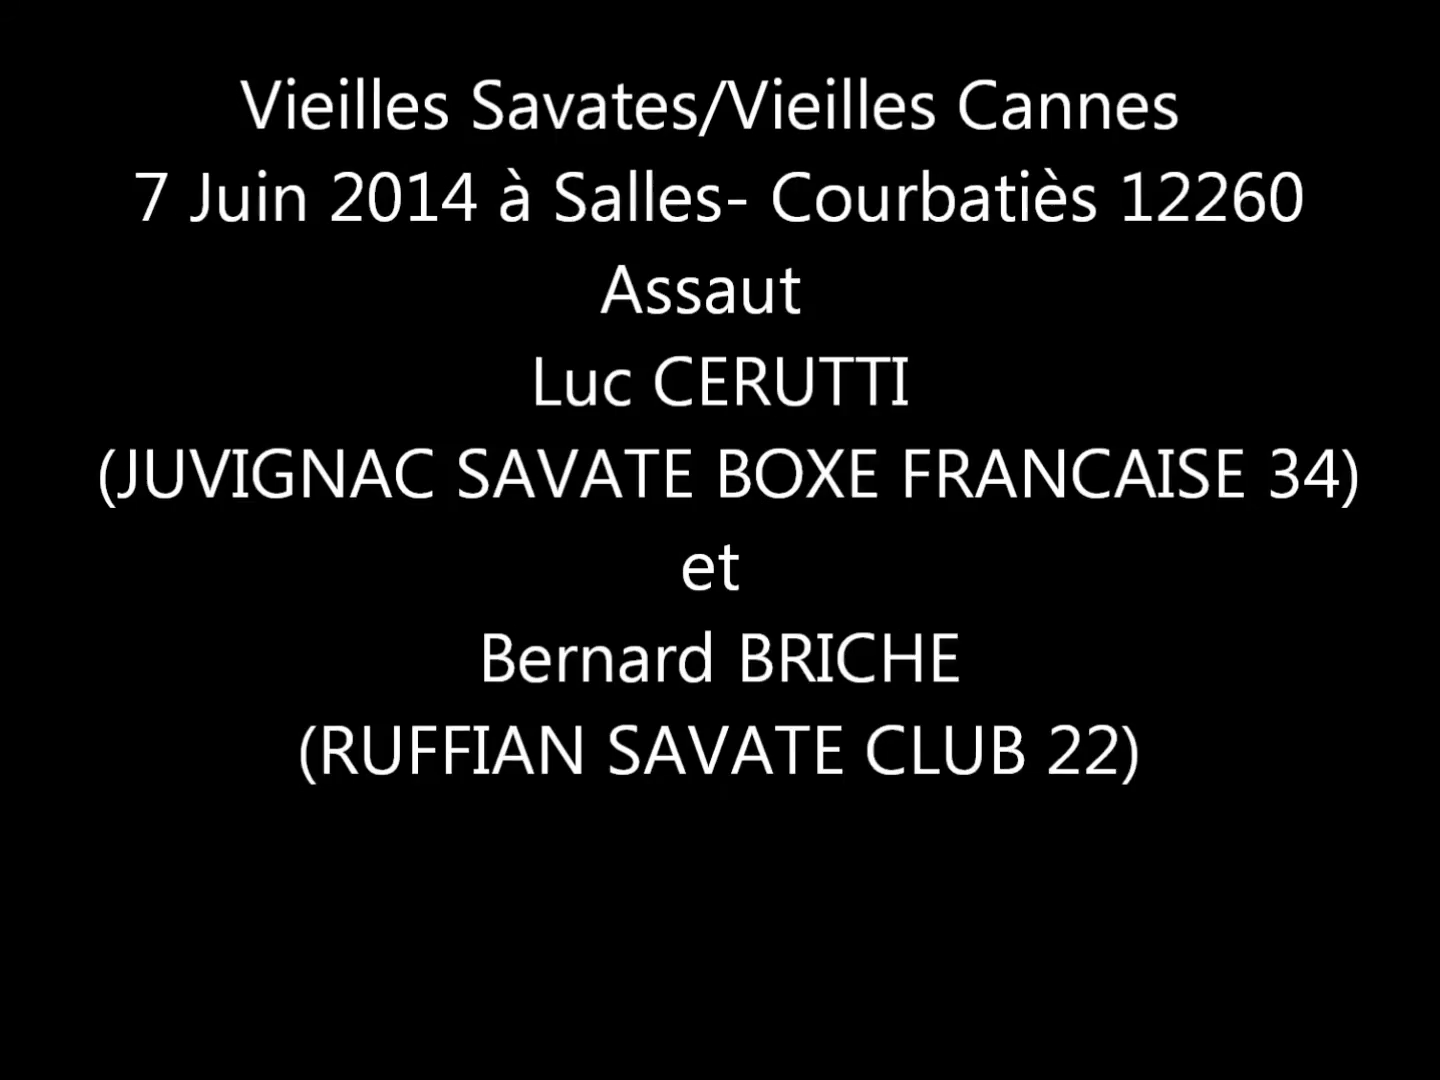 Vieilles Savates/Vieilles Cannes
7 Juin 2014 à Salles- Courbatiès 12260
Assaut
Luc CERUTTI
(JUVIGNAC SAVATE BOXE FRANCAISE 34)
et
Bernard BRICHE
(RUFFIAN SAVATE CLUB 22)